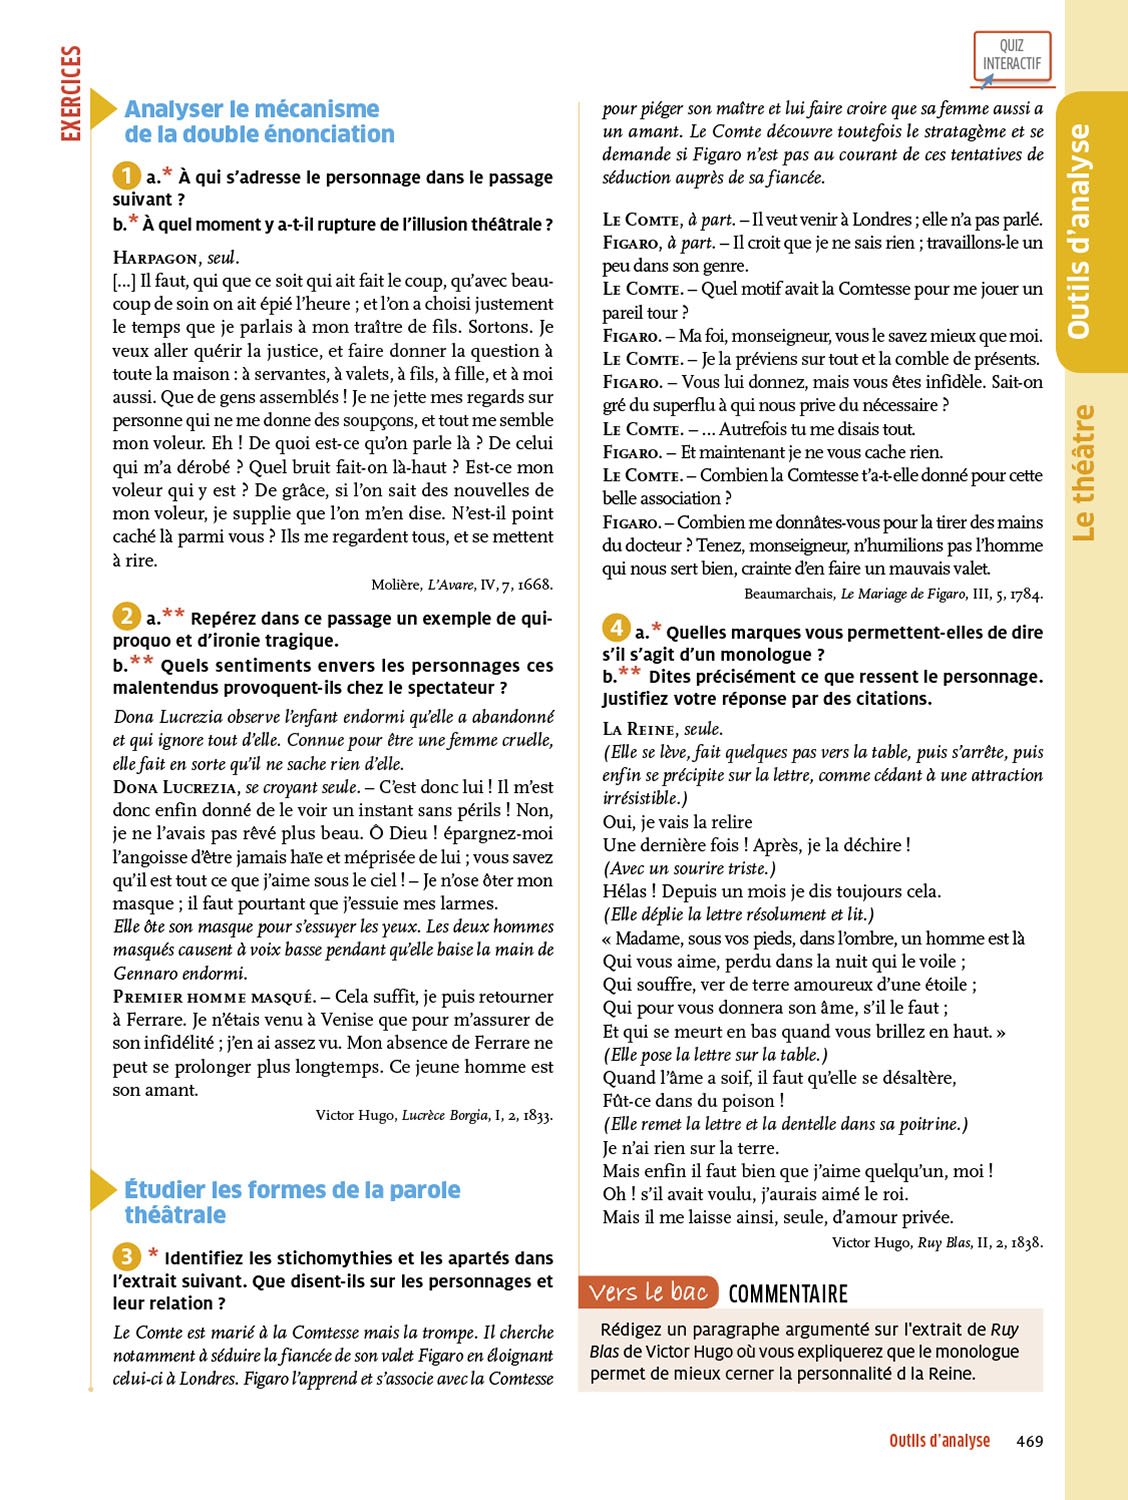 EXERCICES
QUIZ
INTERACTIF
Analyser le mécanisme
de la double énonciation
1 a.* À qui s'adresse le personnage dans le passage
suivant ?
b.* À quel moment y a-t-il rupture de l'illusion théâtrale ?
HARPAGON, seul.
[...] Il faut, qui que ce soit qui ait fait le coup, qu'avec beau-
coup de soin on ait épié l'heure ; et l'on a choisi justement
le temps que je parlais à mon traître de fils. Sortons. Je
veux aller quérir la justice, et faire donner la question à
toute la maison : à servantes, à valets, à fils, à fille, et à moi
aussi. Que de gens assemblés ! Je ne jette mes regards sur
personne qui ne me donne des soupçons, et tout me semble
mon voleur. Eh ! De quoi est-ce qu'on parle là ? De celui
qui m'a dérobé ? Quel bruit fait-on là-haut ? Est-ce mon
voleur qui y est ? De grâce, si l'on sait des nouvelles de
mon voleur, je supplie que l'on m'en dise. N'est-il point
caché là parmi vous ? Ils me regardent tous, et se mettent
à rire.
Molière, L'Avare, IV, 7, 1668.
2 a.** Repérez dans ce passage un exemple de qui-
proquo et d'ironie tragique.
b.** Quels sentiments envers les personnages ces
malentendus provoquent-ils chez le spectateur ?
Dona Lucrezia observe l'enfant endormi qu'elle a abandonné
et qui ignore tout d'elle. Connue pour être une femme cruelle,
elle fait en sorte qu'il ne sache rien d'elle.
DONA LUCREZIA, se croyant seule. – C'est donc lui ! Il m'est
donc enfin donné de le voir un instant sans périls ! Non,
je ne l'avais pas rêvé plus beau. Ô Dieu ! épargnez-moi
l'angoisse d'être jamais haïe et méprisée de lui ; vous savez
qu'il est tout ce que j'aime sous le ciel ! – Je n'ose ôter mon
masque ; il faut pourtant que j'essuie mes larmes.
Elle ôte son masque pour s'essuyer les yeux. Les deux hommes
masqués causent à voix basse pendant qu'elle baise la main de
Gennaro endormi.
PREMIER HOMME MASQUÉ. – Cela suffit, je puis retourner
à Ferrare. Je n'étais venu à Venise que pour m'assurer de
son infidélité ; j'en ai assez vu. Mon absence de Ferrare ne
peut se prolonger plus longtemps. Ce jeune homme est
son amant.
Victor Hugo, Lucrèce Borgia, I, 2, 1833.
Étudier les formes de la parole
théâtrale
3 * Identifiez les stichomythies et les apartés dans
l'extrait suivant. Que disent-ils sur les personnages et
leur relation ?
Le Comte est marié à la Comtesse mais la trompe. Il cherche
notamment à séduire la fiancée de son valet Figaro en éloignant
celui-ci à Londres. Figaro l'apprend et s'associe avec la Comtesse
pour piéger son maître et lui faire croire que sa femme aussi a
un amant. Le Comte découvre toutefois le stratagème et se
demande si Figaro n'est pas au courant de ces tentatives de
séduction auprès de sa fiancée.
LE COMTE, à part. – Il veut venir à Londres ; elle n'a pas parlé.
FIGARO, à part. – Il croit que je ne sais rien ; travaillons-le un
peu dans son genre.
LE COMTE. – Quel motif avait la Comtesse pour me jouer un
pareil tour ?
FIGARO. – Ma foi, monseigneur, vous le savez mieux que moi.
LE COMTE. – Je la préviens sur tout et la comble de présents.
FIGARO. – Vous lui donnez, mais vous êtes infidèle. Sait-on
gré du superflu à qui nous prive du nécessaire ?
LE COMTE. – ... Autrefois tu me disais tout.
FIGARO. – Et maintenant je ne vous cache rien.
LE COMTE. – Combien la Comtesse t'a-t-elle donné pour cette
belle association ?
FIGARO. – Combien me donnâtes-vous pour la tirer des mains
du docteur ? Tenez, monseigneur, n'humilions pas l'homme
qui nous sert bien, crainte d'en faire un mauvais valet.
Beaumarchais, Le Mariage de Figaro, III, 5, 1784.
4 a.* Quelles marques vous permettent-elles de dire
s'il s'agit d'un monologue ?
b.** Dites précisément ce que ressent le personnage.
Justifiez votre réponse par des citations.
LA REINE, seule.
(Elle se lève, fait quelques pas vers la table, puis s'arrête, puis
enfin se précipite sur la lettre, comme cédant à une attraction
irrésistible.)
Oui, je vais la relire
Une dernière fois ! Après, je la déchire !
(Avec un sourire triste.)
Hélas ! Depuis un mois je dis toujours cela.
(Elle déplie la lettre résolument et lit.)
« Madame, sous vos pieds, dans l'ombre, un homme est là
Qui vous aime, perdu dans la nuit qui le voile ;
Qui souffre, ver de terre amoureux d'une étoile ;
Qui pour vous donnera son âme, s'il le faut ;
Et qui se meurt en bas quand vous brillez en haut. »
(Elle pose la lettre sur la table.)
Quand l'âme a soif, il faut qu'elle se désaltère,
Fût-ce dans du poison !
(Elle remet la lettre et la dentelle dans sa poitrine.)
Je n'ai rien sur la terre.
Mais enfin il faut bien que j'aime quelqu'un, moi !
Oh ! s'il avait voulu, j'aurais aimé le roi.
Mais il me laisse ainsi, seule, d'amour privée.
Victor Hugo, Ruy Blas, II, 2, 1838.
Vers le bac COMMENTAIRE
Rédigez un paragraphe argumenté sur l'extrait de Ruy
Blas de Victor Hugo où vous expliquerez que le monologue
permet de mieux cerner la personnalité d la Reine.
Outils d'analyse
Le théâtre
Outils d'analyse 469